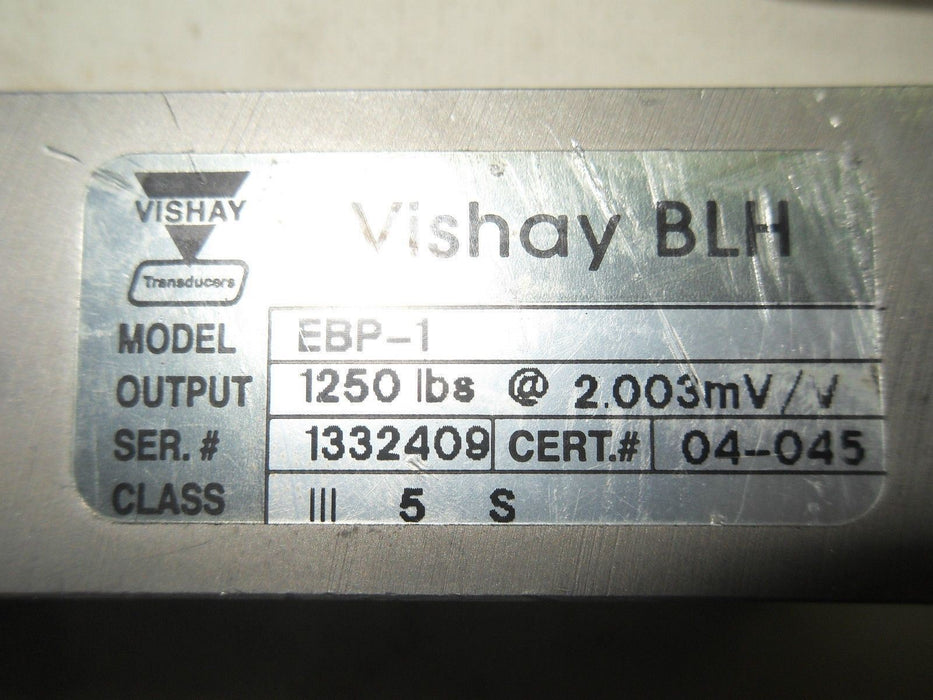 VISHAY
Transducers
Vishay BLH
MODEL EBP-1
OUTPUT 1250 lbs @ 2.003mV/V
SER. # 1332409 CERT.# 04--045
CLASS III 5 S